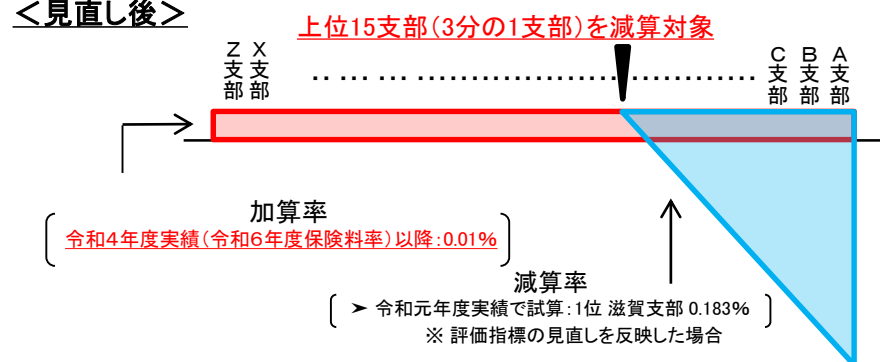 ＜見直し後＞
上位15支部（3分の1支部）を減算対象
Z支部
X支部
‥ … … ……………………………
C支部
B支部
A支部
加算率
令和4年度実績（令和6年度保険料率）以降：0.01％
減算率
➤ 令和元年度実績で試算：1位 滋賀支部 0.183％
※ 評価指標の見直しを反映した場合